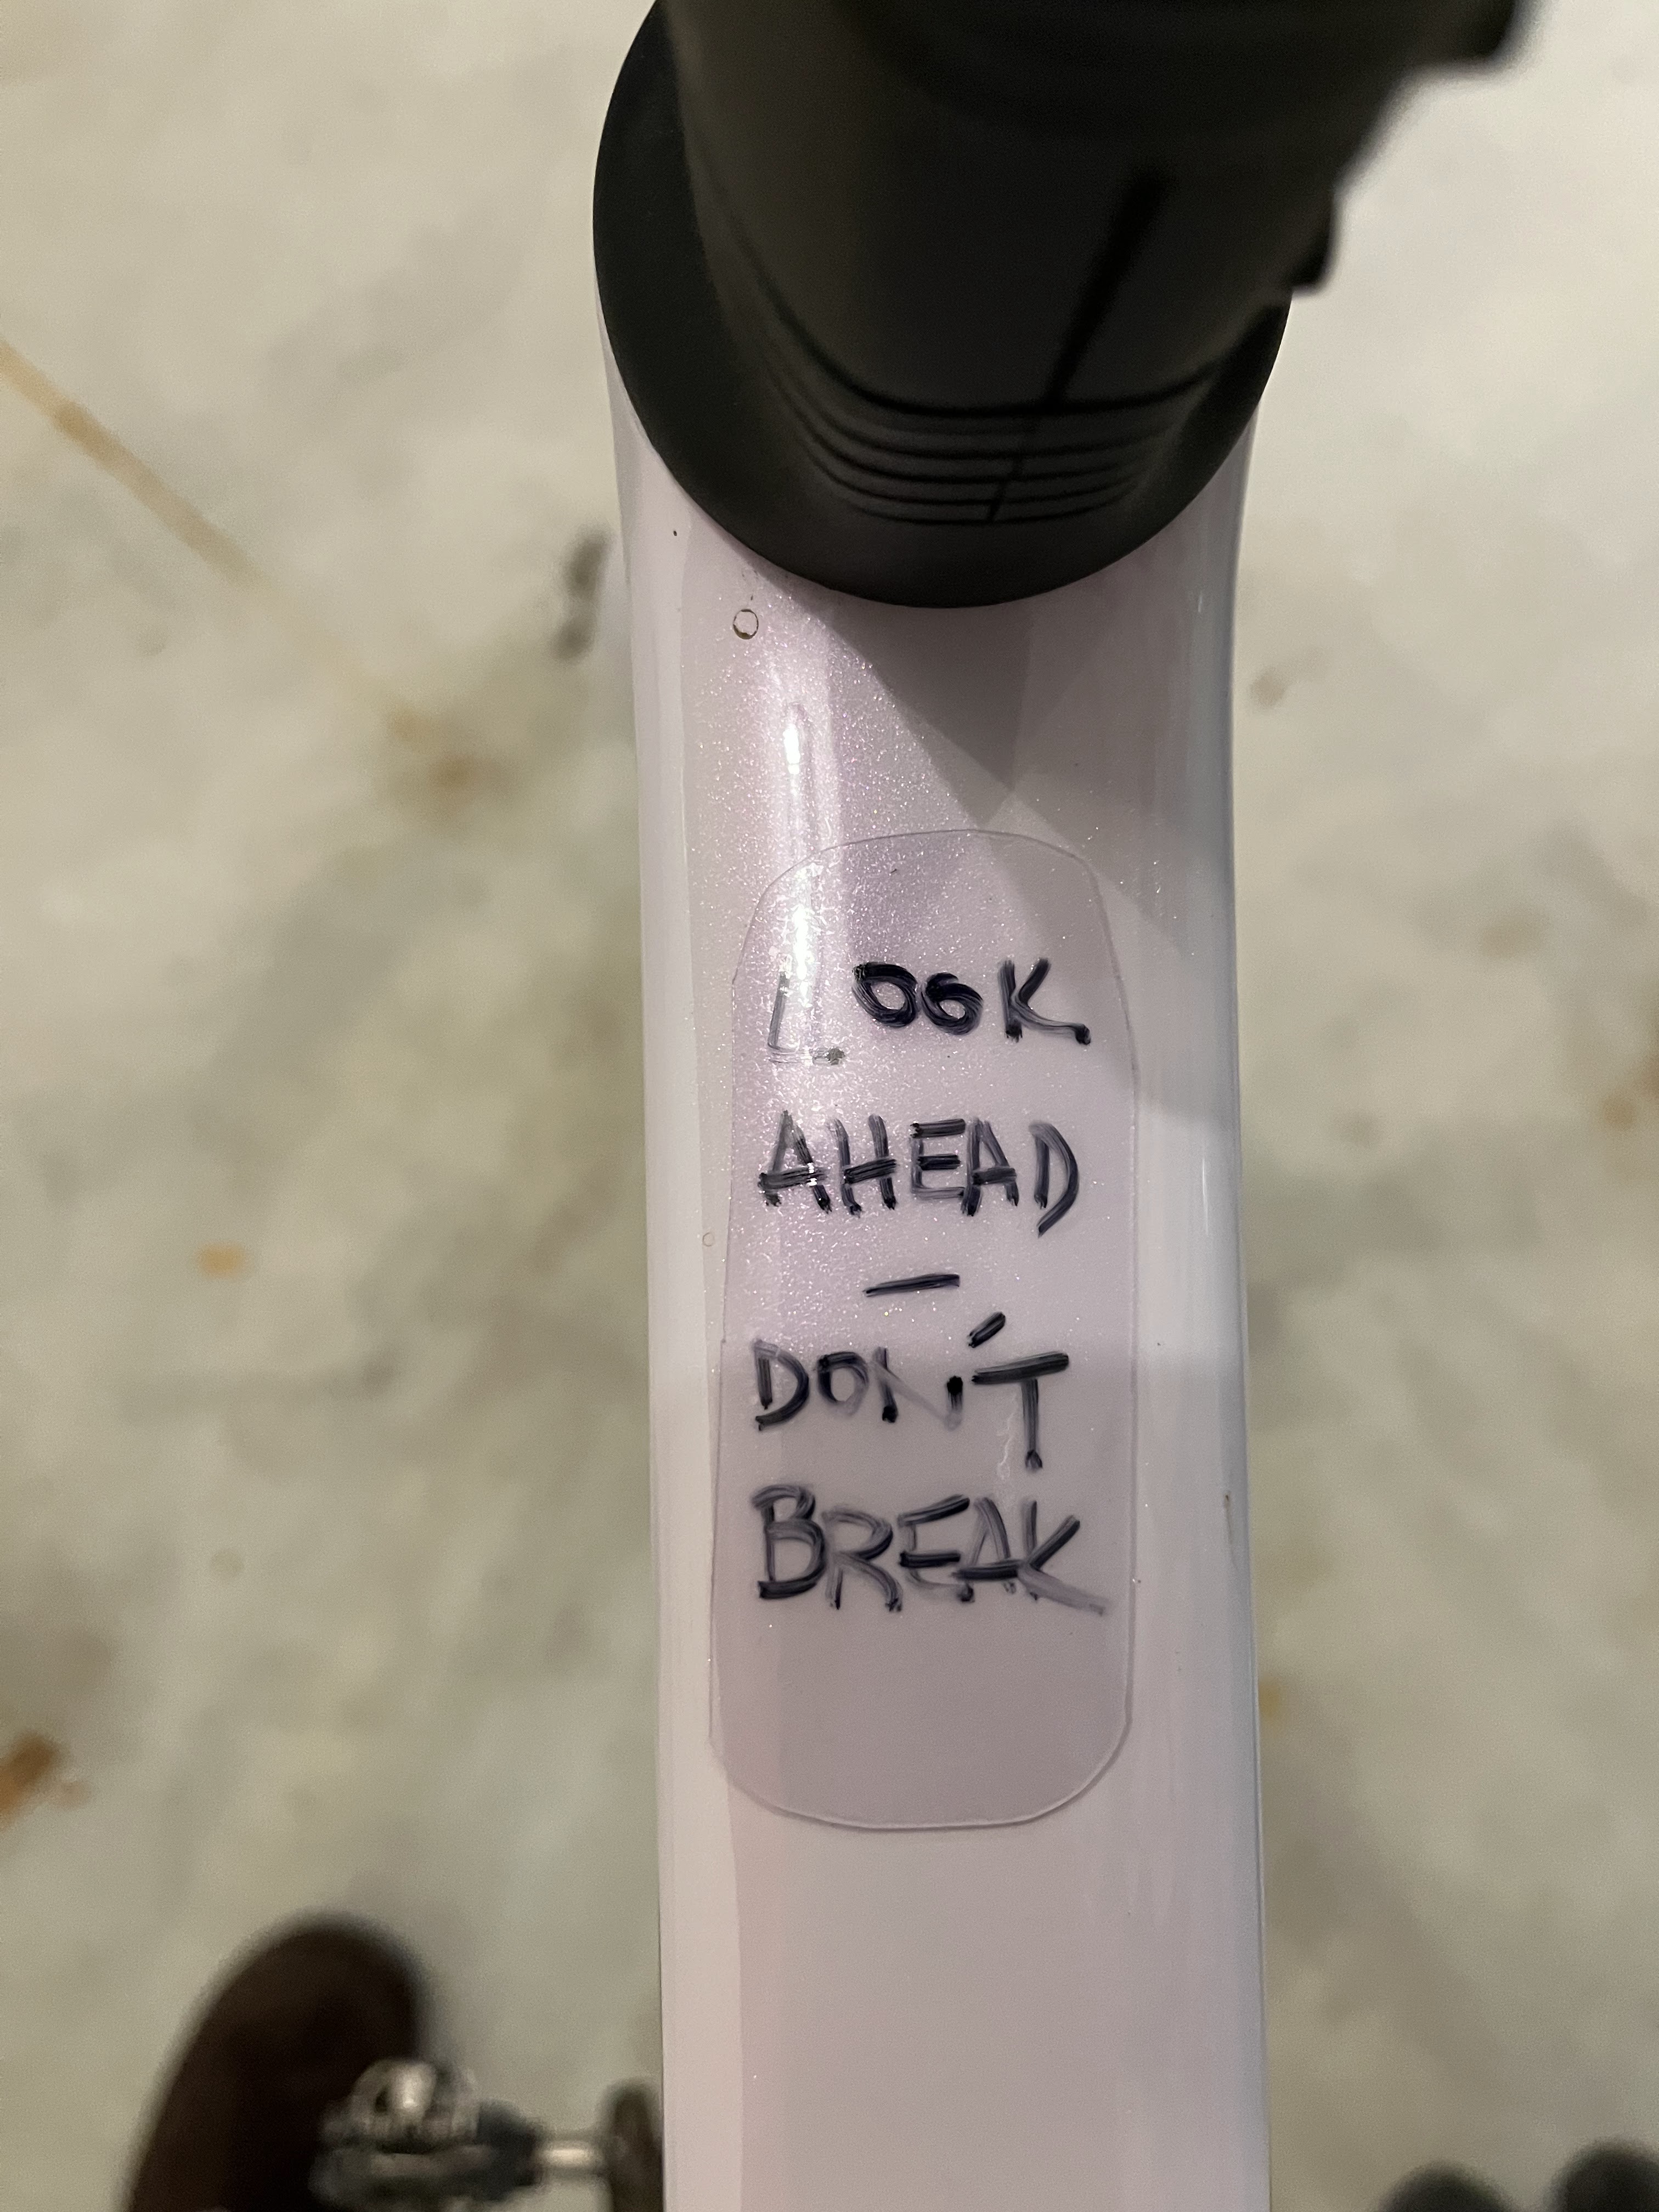 LOOK
AHEAD
—
DON'T
BREAK